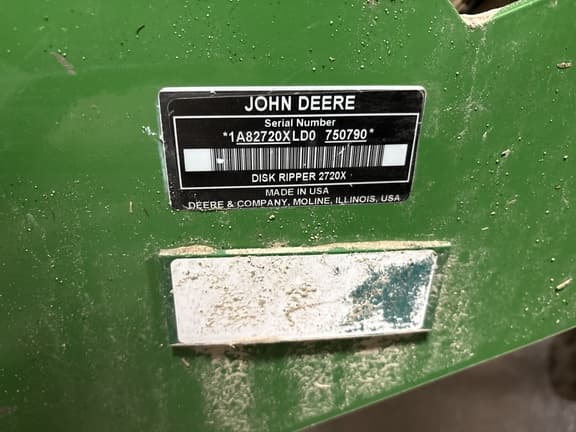 JOHN DEERE
Serial Number
*1A82720XLD0 750790*
DISK RIPPER 2720X
MADE IN USA
DEERE & COMPANY, MOLINE, ILLINOIS, USA